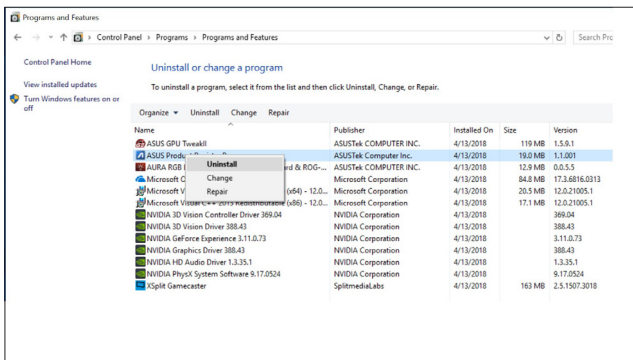 Programs and Features
Control Panel > Programs > Programs and Features
Search Pro
Control Panel Home
View installed updates
Turn Windows features on or
off
Uninstall or change a program
To uninstall a program, select it from the list and then click Uninstall, Change, or Repair.
Organize Uninstall Change Repair
Name Publisher Installed On Size Version
ASUS GPU TweakII ASUSTek COMPUTER INC. 4/13/2018 119 MB 1.5.9.1
ASUS Product ASUSTek Computer Inc. 4/13/2018 19.0 MB 1.1.001
AURA RGB rd & ROG-... ASUSTek COMPUTER INC. 4/13/2018 12.9 MB 0.0.5.5
Microsoft O Microsoft Corporation 4/13/2018 84.8 MB 17.3.6816.0313
Microsoft V (x64) - 12.0... Microsoft Corporation 4/13/2018 20.5 MB 12.0.21005.1
Microsoft Visual C++ 2013 Redistributable (x86) - 12.0... Microsoft Corporation 4/13/2018 17.1 MB 12.0.21005.1
Uninstall
Change
Repair
NVIDIA 3D Vision Controller Driver 369.04 NVIDIA Corporation 4/13/2018 369.04
NVIDIA 3D Vision Driver 388.43 NVIDIA Corporation 4/13/2018 388.43
NVIDIA GeForce Experience 3.11.0.73 NVIDIA Corporation 4/13/2018 3.11.0.73
NVIDIA Graphics Driver 388.43 NVIDIA Corporation 4/13/2018 388.43
NVIDIA HD Audio Driver 1.3.35.1 NVIDIA Corporation 4/13/2018 1.3.35.1
NVIDIA PhysX System Software 9.17.0524 NVIDIA Corporation 4/13/2018 9.17.0524
XSplit Gamecaster SplitmediaLabs 4/13/2018 163 MB 2.5.1507.3018